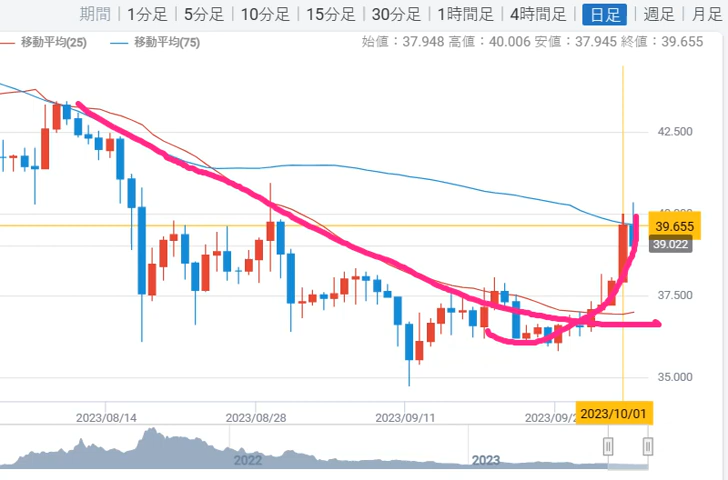 期間 1分足 5分足 10分足 15分足 30分足 1時間足 4時間足 日足 週足 月足
移動平均(25) 移動平均(75) 始値：37.948 高値：40.006 安値：37.945 終値：39.655
42.500
39.655
39.022
37.500
35.000
2023/08/14 2023/08/28 2023/09/11 2023/09/2 2023/10/01
2022 2023